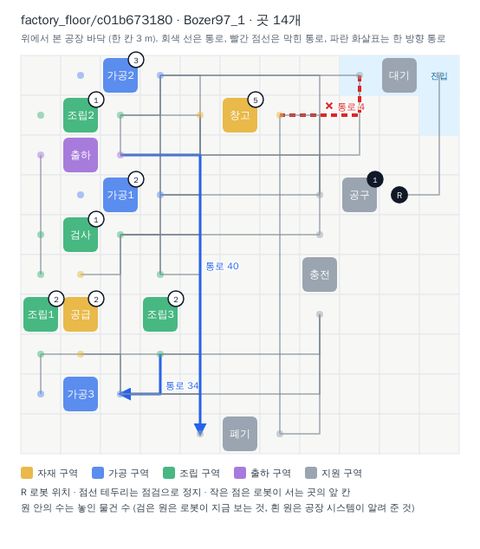 factory_floor/c01b673180 · Bozer97_1 · 곳 14개
위에서 본 공장 바닥 (한 칸 3 m). 회색 선은 통로, 빨간 점선은 막힌 통로, 파란 화살표는 한 방향 통로
3
가공2
대기
진입
1
조립2
5
창고
× 통로 4
출하
2
가공1
1
공구
R
1
검사
통로 40
충전
2
조립1
2
공급
2
조립3
가공3
통로 34
폐기
자재 구역
가공 구역
조립 구역
출하 구역
지원 구역
R 로봇 위치 · 점선 테두리는 점검으로 정지 · 작은 점은 로봇이 서는 곳의 앞 칸
원 안의 수는 놓인 물건 수 (검은 원은 로봇이 지금 보는 것, 흰 원은 공장 시스템이 알려 준 것)